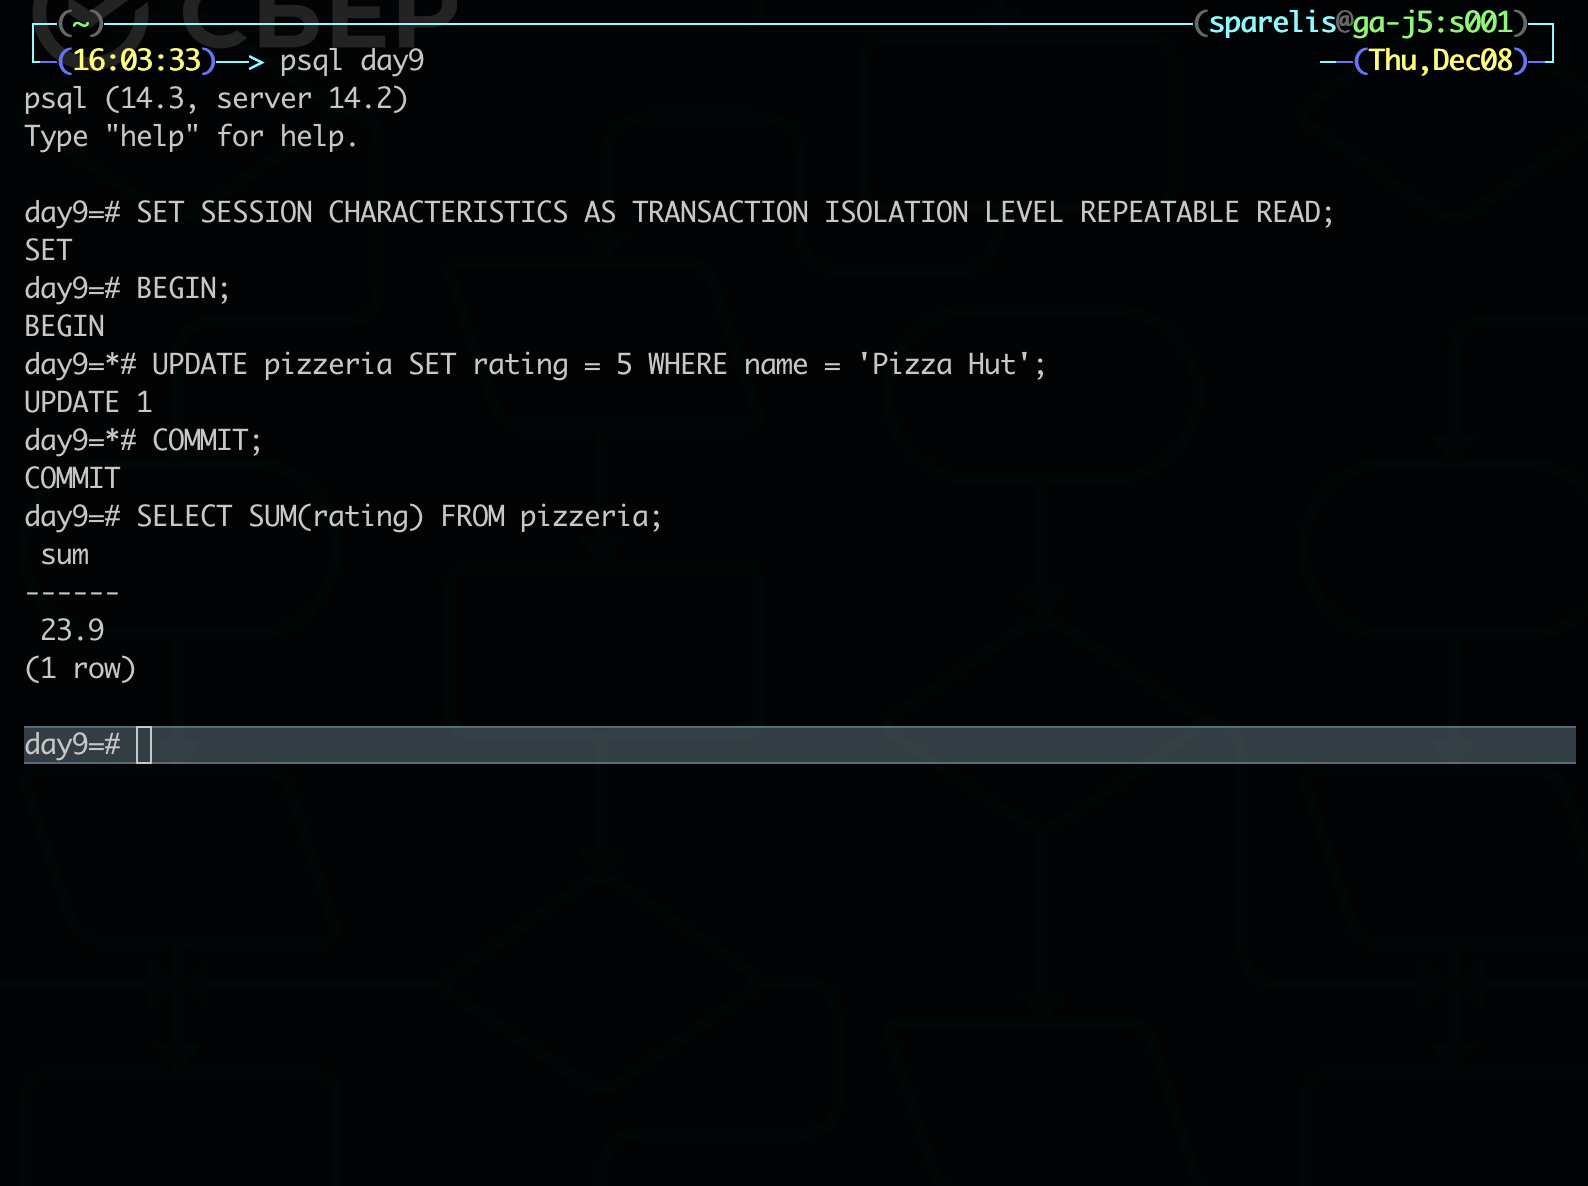 СБЕР
(~) (sparelis@ga-j5:s001)
(16:03:33)—> psql day9 —(Thu,Dec08)
psql (14.3, server 14.2)
Type "help" for help.
day9=# SET SESSION CHARACTERISTICS AS TRANSACTION ISOLATION LEVEL REPEATABLE READ;
SET
day9=# BEGIN;
BEGIN
day9=*# UPDATE pizzeria SET rating = 5 WHERE name = 'Pizza Hut';
UPDATE 1
day9=*# COMMIT;
COMMIT
day9=# SELECT SUM(rating) FROM pizzeria;
sum
------
23.9
(1 row)
day9=#